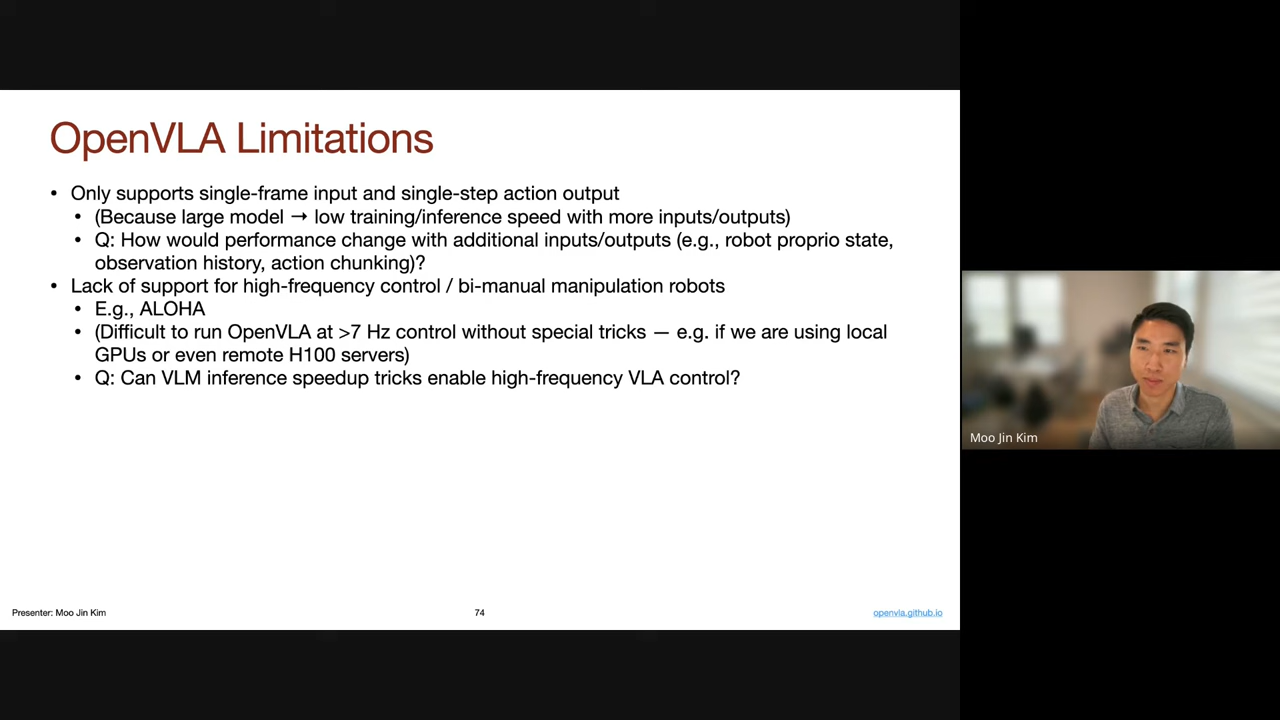 OpenVLA Limitations
• Only supports single-frame input and single-step action output
• (Because large model → low training/inference speed with more inputs/outputs)
• Q: How would performance change with additional inputs/outputs (e.g., robot proprio state,
observation history, action chunking)?
• Lack of support for high-frequency control / bi-manual manipulation robots
• E.g., ALOHA
• (Difficult to run OpenVLA at >7 Hz control without special tricks — e.g. if we are using local
GPUs or even remote H100 servers)
• Q: Can VLM inference speedup tricks enable high-frequency VLA control?
Moo Jin Kim
Presenter: Moo Jin Kim
74
openvla.github.io